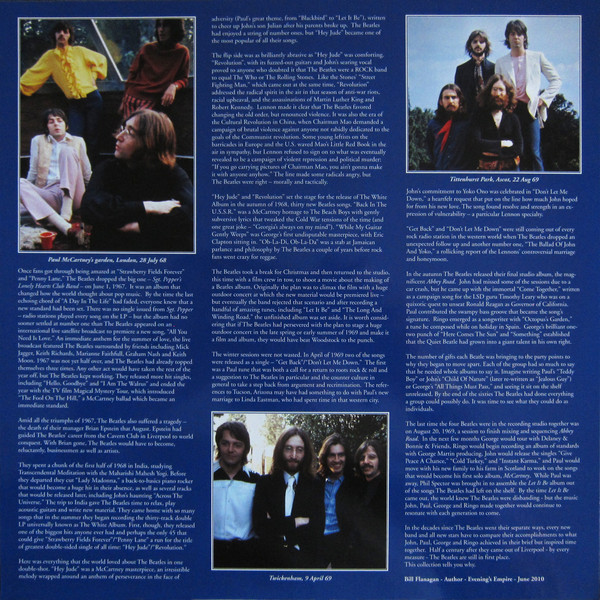 Paul McCartney's garden, London, 28 July 68
Once fans got through being amazed at "Strawberry Fields Forever"
and "Penny Lane," The Beatles dropped the big one – Sgt. Pepper's
Lonely Hearts Club Band – on June 1, 1967. It was an album that
changed how the world thought about pop music. By the time the last
echoing chord of "A Day In The Life" had faded, everyone knew that a
new standard had been set. There was no single issued from Sgt. Pepper
– radio stations played every song on the LP – but the album had no
sooner settled at number one than The Beatles appeared on an
international live satellite broadcast to premiere a new song, "All You
Need Is Love." An immediate anthem for the summer of love, the live
broadcast featured The Beatles surrounded by friends including Mick
Jagger, Keith Richards, Marianne Faithfull, Graham Nash and Keith
Moon. 1967 was not yet half over, and The Beatles had already topped
themselves three times. Any other act would have taken the rest of the
year off, but The Beatles kept working. They released more hit singles,
including "Hello, Goodbye" and "I Am The Walrus" and ended the
year with the TV film Magical Mystery Tour, which introduced
"The Fool On The Hill," a McCartney ballad which became an
immediate standard.
Amid all the triumphs of 1967, The Beatles also suffered a tragedy –
the death of their manager Brian Epstein that August. Epstein had
guided The Beatles' career from the Cavern Club in Liverpool to world
conquest. With Brian gone, The Beatles would have to become,
reluctantly, businessmen as well as artists.
They spent a chunk of the first half of 1968 in India, studying
Transcendental Meditation with the Maharishi Mahesh Yogi. Before
they departed they cut "Lady Madonna," a back-to-basics piano rocker
that would become a huge hit in their absence, as well as several tracks
that would be released later, including John's haunting "Across The
Universe." The trip to India gave The Beatles time to relax, play
acoustic guitars and write new material. They came home with so many
songs that in the summer they began recording the thirty-track double
LP universally known as The White Album. First, though, they released
one of the biggest hits anyone ever had and perhaps the only 45 that
could give "Strawberry Fields Forever"/"Penny Lane" a run for the title
of greatest double-sided single of all time: "Hey Jude"/"Revolution."
Here was everything that the world loved about The Beatles in one
double-shot. "Hey Jude" was a McCartney masterpiece, an irresistible
melody wrapped around an anthem of perseverance in the face of
adversity (Paul's great theme, from "Blackbird" to "Let It Be"), written
to cheer up John's son Julian after his parents broke up. The Beatles
had enjoyed a string of number ones, but "Hey Jude" became one of
the most popular of all their songs.
The flip side was as brilliantly abrasive as "Hey Jude" was comforting.
"Revolution", with its fuzzed-out guitars and John's searing vocal
proved to anyone who doubted it that The Beatles were a ROCK band
to equal The Who or The Rolling Stones. Like the Stones' "Street
Fighting Man," which came out at the same time, "Revolution"
addressed the radical spirit in the air in that season of anti-war riots,
racial upheaval, and the assassinations of Martin Luther King and
Robert Kennedy. Lennon made it clear that The Beatles favored
changing the old order, but renounced violence. It was also the era of
the Cultural Revolution in China, when Chairman Mao demanded a
campaign of brutal violence against anyone not rabidly dedicated to the
goals of the Communist revolution. Some young leftists on the
barricades in Europe and the U.S. waved Mao's Little Red Book in the
air in sympathy, but Lennon refused to sign on to what was eventually
revealed to be a campaign of violent repression and political murder:
"If you go carrying pictures of Chairman Mao, you ain't gonna make
it with anyone anyhow." The line made some radicals angry, but
The Beatles were right – morally and tactically.
"Hey Jude" and "Revolution" set the stage for the release of The White
Album in the autumn of 1968, thirty new Beatles songs. "Back In The
U.S.S.R." was a McCartney homage to The Beach Boys with gently
subversive lyrics that tweaked the Cold War tensions of the time (and
one great joke – "Georgia's always on my mind"). "While My Guitar
Gently Weeps" was George's first undisputable masterpiece, with Eric
Clapton sitting in. "Ob-La-Di, Ob-La-Da" was a stab at Jamaican
parlance and philosophy by The Beatles a couple of years before rock
fans went crazy for reggae.
The Beatles took a break for Christmas and then returned to the studio,
this time with a film crew in tow, to shoot a movie about the making of
a Beatles album. Originally the plan was to climax the film with a huge
outdoor concert at which the new material would be premiered live –
but eventually the band rejected that scenario and after recording a
handful of amazing tunes, including "Let It Be" and "The Long And
Winding Road," the unfinished album was set aside. It is worth consid-
ering that if The Beatles had persevered with the plan to stage a huge
outdoor concert in the late spring or early summer of 1969 and make it
a film and album, they would have beat Woodstock to the punch.
The winter sessions were not wasted. In April of 1969 two of the songs
were released as a single – "Get Back"/"Don't Let Me Down." The first
was a Paul tune that was both a call for a return to roots rock & roll and
a suggestion to The Beatles in particular and the counter culture in
general to take a step back from argument and recrimination. The refer-
ences to Tucson, Arizona may have had something to do with Paul's new
marriage to Linda Eastman, who had spent time in that western city.
Twickenham, 9 April 69
Tittenhurst Park, Ascot, 22 Aug 69
John's commitment to Yoko Ono was celebrated in "Don't Let Me
Down," a heartfelt request that put on the line how much John hoped
for from his new love. The song found resolve and strength in an ex-
pression of vulnerability – a particular Lennon specialty.
"Get Back" and "Don't Let Me Down" were still coming out of every
rock radio station in the western world when The Beatles dropped an
unexpected follow up and another number one, "The Ballad Of John
And Yoko," a rollicking report of the Lennons' controversial marriage
and honeymoon.
In the autumn The Beatles released their final studio album, the mag-
nificent Abbey Road. John had missed some of the sessions due to a
car crash, but he came up with the immortal "Come Together," written
as a campaign song for the LSD guru Timothy Leary who was on a
quixotic quest to unseat Ronald Reagan as Governor of California.
Paul contributed the swampy bass groove that became the song's
signature. Ringo emerged as a songwriter with "Octopus's Garden,"
a tune he composed while on holiday in Spain. George's brilliant one-
two punch of "Here Comes The Sun" and "Something" established
that the Quiet Beatle had grown into a giant talent in his own right.
The number of gifts each Beatle was bringing to the party points to
why they began to move apart. Each of the group had so much to say
that he needed whole albums to say it. Imagine writing Paul's "Teddy
Boy" or John's "Child Of Nature" (later re-written as "Jealous Guy")
or George's "All Things Must Pass," and seeing it sit on the shelf
unreleased. By the end of the sixties The Beatles had done everything
a group could possibly do. It was time to see what they could do as
individuals.
The last time the four Beatles were in the recording studio together was
on August 20, 1969, a session to finish mixing and sequencing Abbey
Road. In the next few months George would tour with Delaney &
Bonnie & Friends, Ringo would begin recording an album of standards
with George Martin producing, John would release the singles "Give
Peace A Chance," "Cold Turkey," and "Instant Karma," and Paul would
move with his new family to his farm in Scotland to work on the songs
that would become his first solo album, McCartney. While Paul was
away, Phil Spector was brought in to assemble the Let It Be album out
of the songs The Beatles had left on the shelf. By the time Let It Be
came out, the world knew The Beatles were disbanding - but the music
John, Paul, George and Ringo made together would continue to
resonate with each generation to come,
In the decades since The Beatles went their separate ways, every new
band and all new stars have to compare their accomplishments to what
John, Paul, George and Ringo achieved in their brief but inspired time
together. Half a century after they came out of Liverpool - by every
measure - The Beatles are still in first place.
This collection tells you why.
Bill Flanagan - Author - Evening's Empire - June 2010